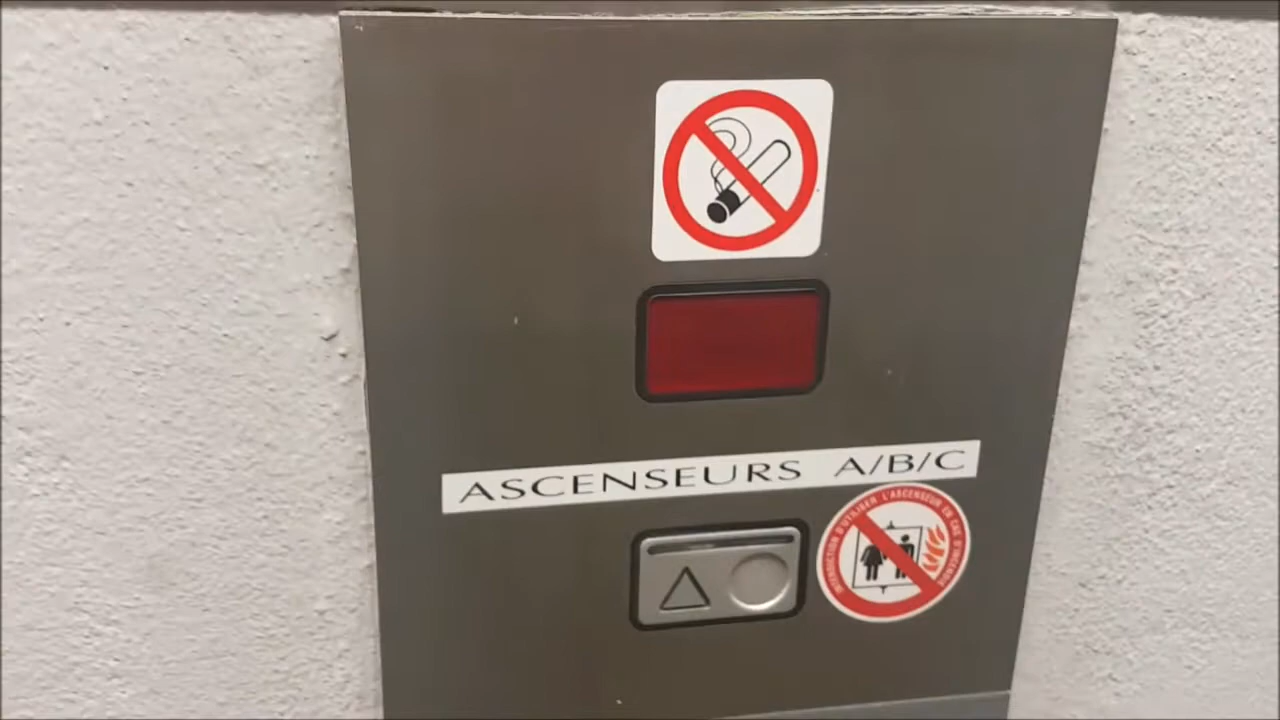 ASCENSEURS A/B/C
INTERDICTION D'UTILISER L'ASCENSEUR EN CAS D'INCENDIE